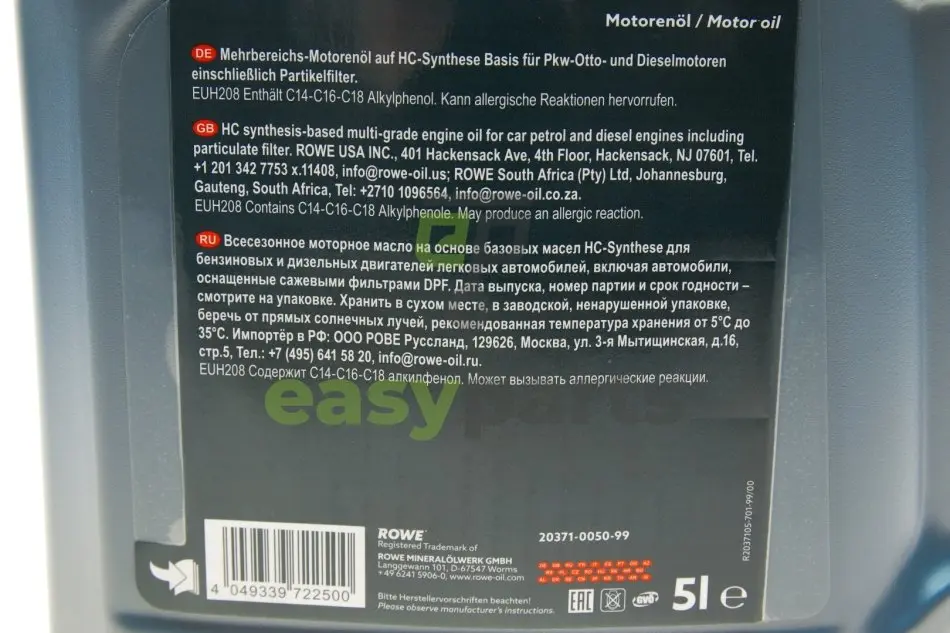 Motorenöl / Motor oil
DE Mehrbereichs-Motorenöl auf HC-Synthese Basis für Pkw-Otto- und Dieselmotoren
einschließlich Partikelfilter.
EUH208 Enthält C14-C16-C18 Alkylphenol. Kann allergische Reaktionen hervorrufen.
GB HC synthesis-based multi-grade engine oil for car petrol and diesel engines including
particulate filter. ROWE USA INC., 401 Hackensack Ave, 4th Floor, Hackensack, NJ 07601, Tel.
+1 201 342 7753 x.11408, info@rowe-oil.us; ROWE South Africa (Pty) Ltd, Johannesburg,
Gauteng, South Africa, Tel: +2710 1096564, info@rowe-oil.co.za.
EUH208 Contains C14-C16-C18 Alkylphenole. May produce an allergic reaction.
RU Всесезонное моторное масло на основе базовых масел HC-Synthese для
бензиновых и дизельных двигателей легковых автомобилей, включая автомобили,
оснащенные сажевыми фильтрами DPF. Дата выпуска, номер партии и срок годности –
смотрите на упаковке. Хранить в сухом месте, в заводской, ненарушенной упаковке,
беречь от прямых солнечных лучей, рекомендованная температура хранения от 5°C до
35°C. Импортёр в РФ: ООО РОВЕ Руссланд, 129626, Москва, ул. 3-я Мытищинская, д.16,
стр.5, Тел.: +7 (495) 641 58 20, info@rowe-oil.ru.
EUH208 Содержит C14-C16-C18 алкилфенол. Может вызывать аллергические реакции.
easyparts
R2037105-701-99/00
4 049339 722500
ROWE
Registered Trademark of
ROWE MINERALÖLWERK GMBH
Langgewann 101, D-67547 Worms
+49 6241 5906-0, www.rowe-oil.com
Bitte Herstellervorschriften beachten!
Please observe manufacturer's instructions.
20371-0050-99
EAC
GVÖ
5l e